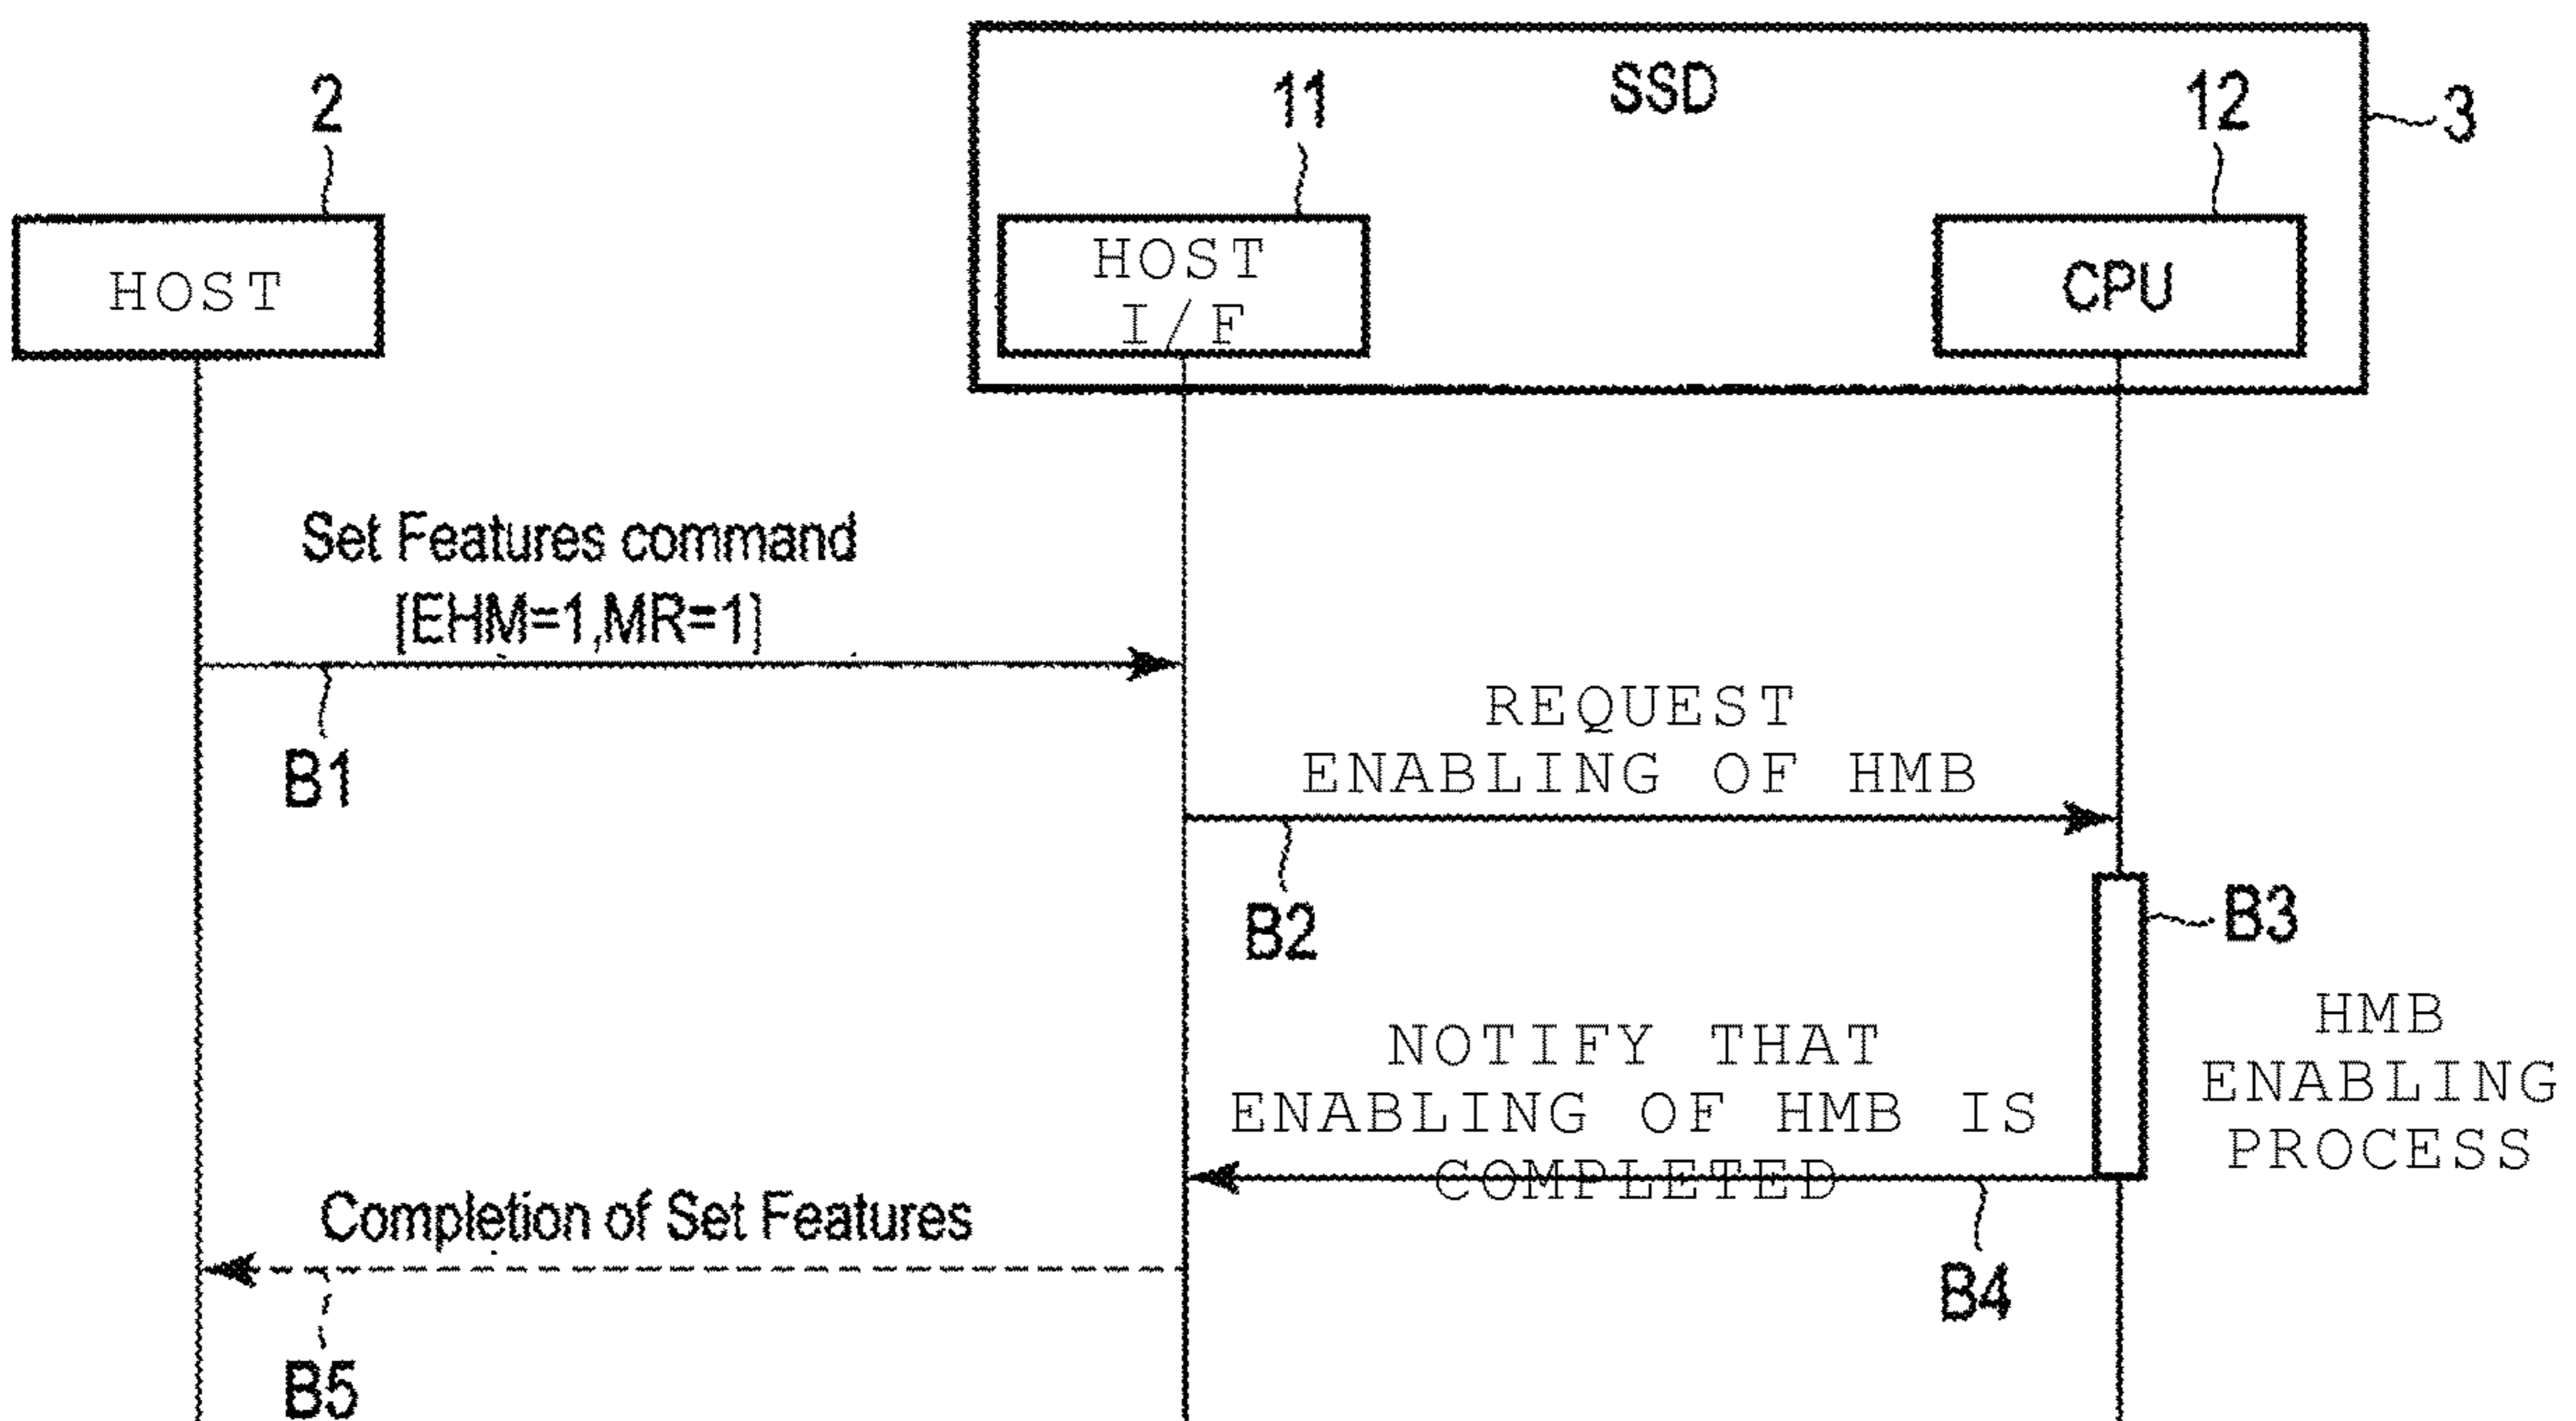 SSD
2
11
12
3
HOST
HOST
I/F
CPU
Set Features command
[EHM=1,MR=1]
B1
REQUEST
ENABLING OF HMB
B2
B3
HMB
ENABLING
PROCESS
NOTIFY THAT
ENABLING OF HMB IS
COMPLETED
B4
Completion of Set Features
B5